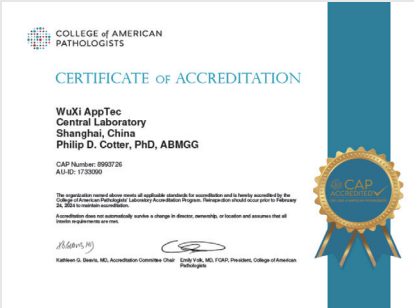 COLLEGE of AMERICAN
PATHOLOGISTS
CERTIFICATE OF ACCREDITATION
WuXi AppTec
Central Laboratory
Shanghai, China
Philip D. Cotter, PhD, ABMGG
CAP Number: 8993726
AU-ID: 1733090
The organization named above meets all applicable standards for accreditation and is hereby accredited by the
College of American Pathologists' Laboratory Accreditation Program. Reinspection should occur prior to February
24, 2024 to maintain accreditation.
Accreditation does not automatically survive a change in director, ownership, or location and assumes that all
interim requirements are met.
Kathleen G. Beavis, MD, Accreditation Committee Chair Emily Volk, MD, FCAP, President, College of American
Pathologists
CAP
ACCREDITED